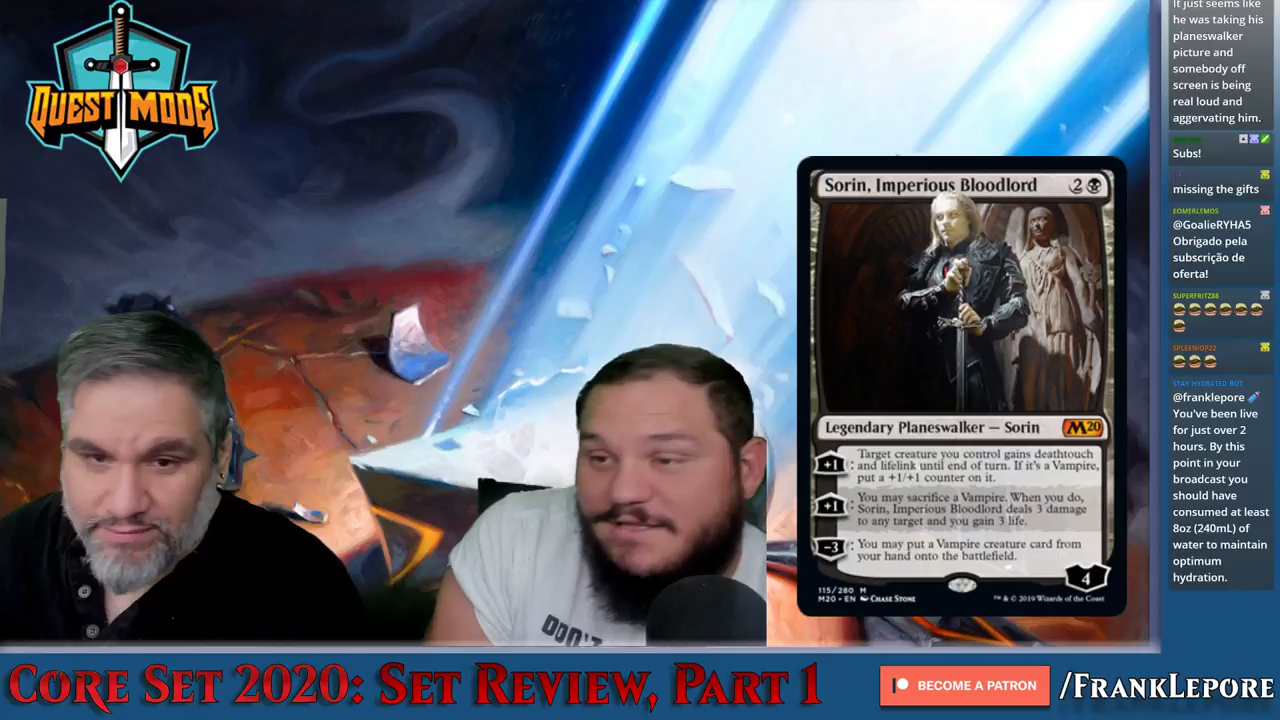 QUEST MODE
Sorin, Imperious Bloodlord 2
Legendary Planeswalker — Sorin M20
+1: Target creature you control gains deathtouch
and lifelink until end of turn. If it's a Vampire,
put a +1/+1 counter on it.
+1: You may sacrifice a Vampire. When you do,
Sorin, Imperious Bloodlord deals 3 damage
to any target and you gain 3 life.
-3: You may put a Vampire creature card from
your hand onto the battlefield.
4
115/280 M
M20 • EN Chase Stone
™ & © 2019 Wizards of the Coast
DON'T
It just seems like
he was taking his
planeswalker
picture and
somebody off
screen is being
real loud and
aggervating him.
Subs!
missing the gifts
EOMERLEMOS
@GoalieRYHA5
Obrigado pela
subscrição de
oferta!
SUPERFRITZ88
SPLEENIOP22
STAY HYDRATED BOT
@franklepore
You've been live
for just over 2
hours. By this
point in your
broadcast you
should have
consumed at least
8oz (240mL) of
water to maintain
optimum
hydration.
Core Set 2020: Set Review, Part 1
BECOME A PATRON
/FrankLepore